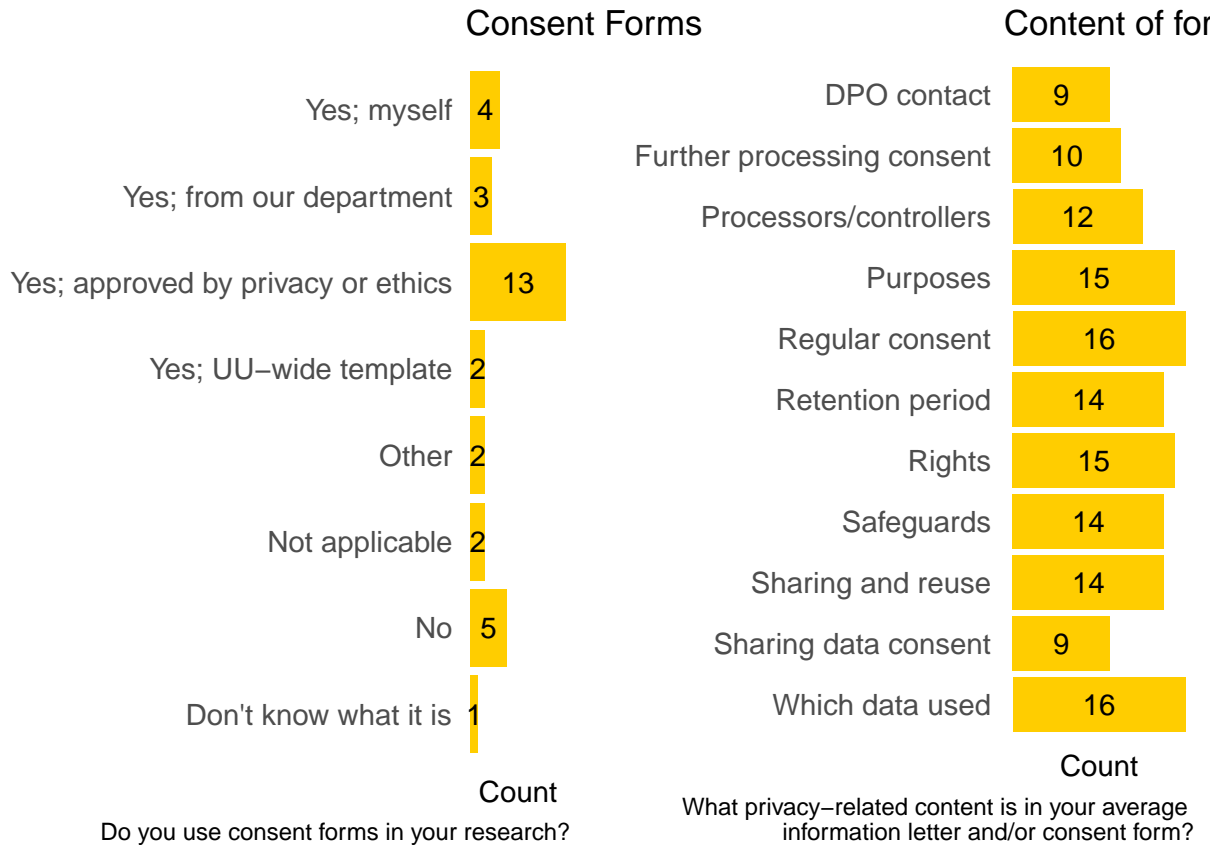 Consent Forms
Yes; myself 4
Yes; from our department 3
Yes; approved by privacy or ethics 13
Yes; UU−wide template 2
Other 2
Not applicable 2
No 5
Don't know what it is 1
Count
Do you use consent forms in your research?
Content of for
DPO contact 9
Further processing consent 10
Processors/controllers 12
Purposes 15
Regular consent 16
Retention period 14
Rights 15
Safeguards 14
Sharing and reuse 14
Sharing data consent 9
Which data used 16
Count
What privacy−related content is in your average
information letter and/or consent form?